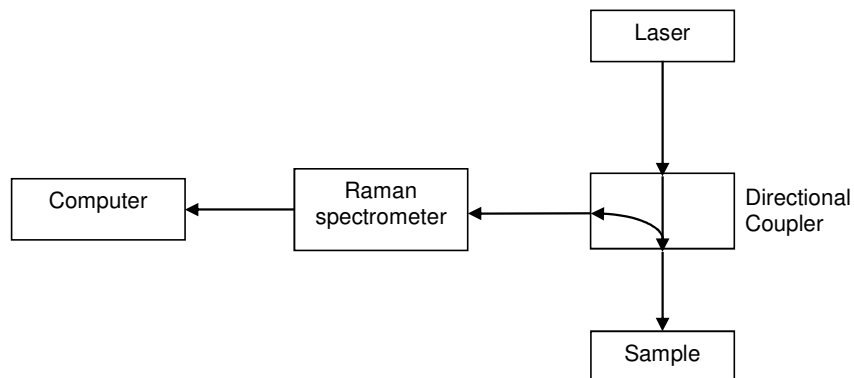 Laser
Computer
Raman
spectrometer
Directional
Coupler
Sample